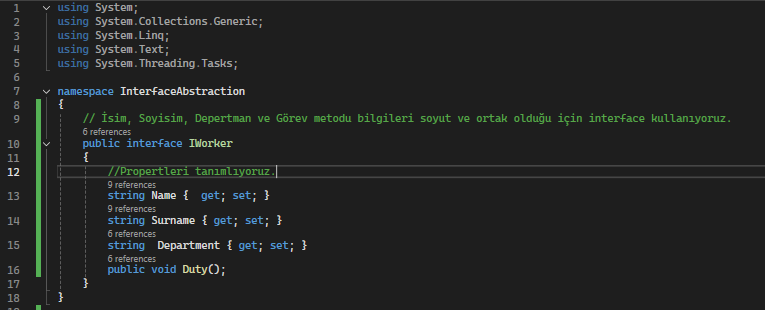 1 using System;
2 using System.Collections.Generic;
3 using System.Linq;
4 using System.Text;
5 using System.Threading.Tasks;
6
7 namespace InterfaceAbstraction
8 {
9 // İsim, Soyisim, Depertman ve Görev metodu bilgileri soyut ve ortak olduğu için interface kullanıyoruz.
6 references
10 public interface IWorker
11 {
12 //Propertleri tanımlıyoruz.
9 references
13 string Name {  get; set; }
9 references
14 string Surname { get; set; }
6 references
15 string  Department { get; set; }
6 references
16 public void Duty();
17 }
18 }